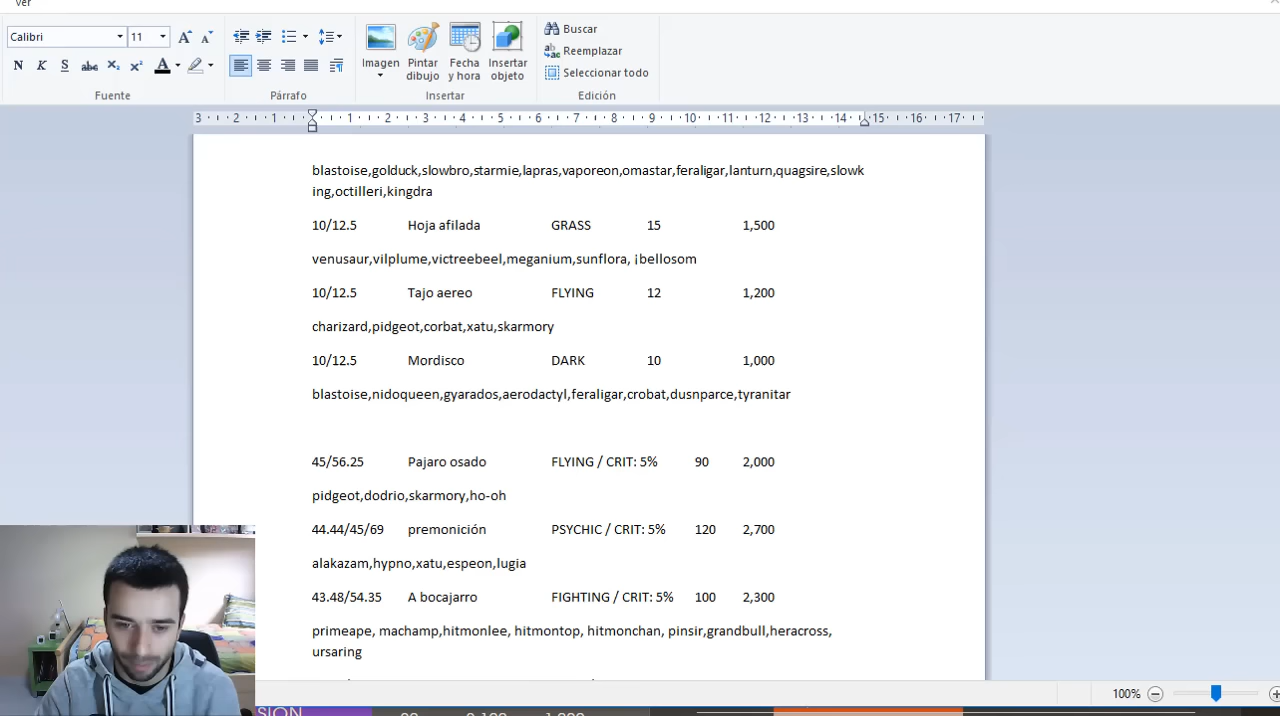 Ver
Calibri 11
N K S abc X₂ X² A
Fuente
Párrafo
Imagen
Pintar dibujo
Fecha y hora
Insertar objeto
Insertar
Buscar
Reemplazar
Seleccionar todo
Edición
3 2 1 1 2 3 4 5 6 7 8 9 10 11 12 13 14 15 16 17
blastoise,golduck,slowbro,starmie,lapras,vaporeon,omastar,feraligar,lanturn,quagsire,slowk
ing,octilleri,kingdra
10/12.5 Hoja afilada GRASS 15 1,500
venusaur,vilplume,victreebeel,meganium,sunflora, ¡bellosom
10/12.5 Tajo aereo FLYING 12 1,200
charizard,pidgeot,corbat,xatu,skarmory
10/12.5 Mordisco DARK 10 1,000
blastoise,nidoqueen,gyarados,aerodactyl,feraligar,crobat,dusnparce,tyranitar
45/56.25 Pajaro osado FLYING / CRIT: 5% 90 2,000
pidgeot,dodrio,skarmory,ho-oh
44.44/45/69 premonición PSYCHIC / CRIT: 5% 120 2,700
alakazam,hypno,xatu,espeon,lugia
43.48/54.35 A bocajarro FIGHTING / CRIT: 5% 100 2,300
primeape, machamp,hitmonlee, hitmontop, hitmonchan, pinsir,grandbull,heracross,
ursaring
100%